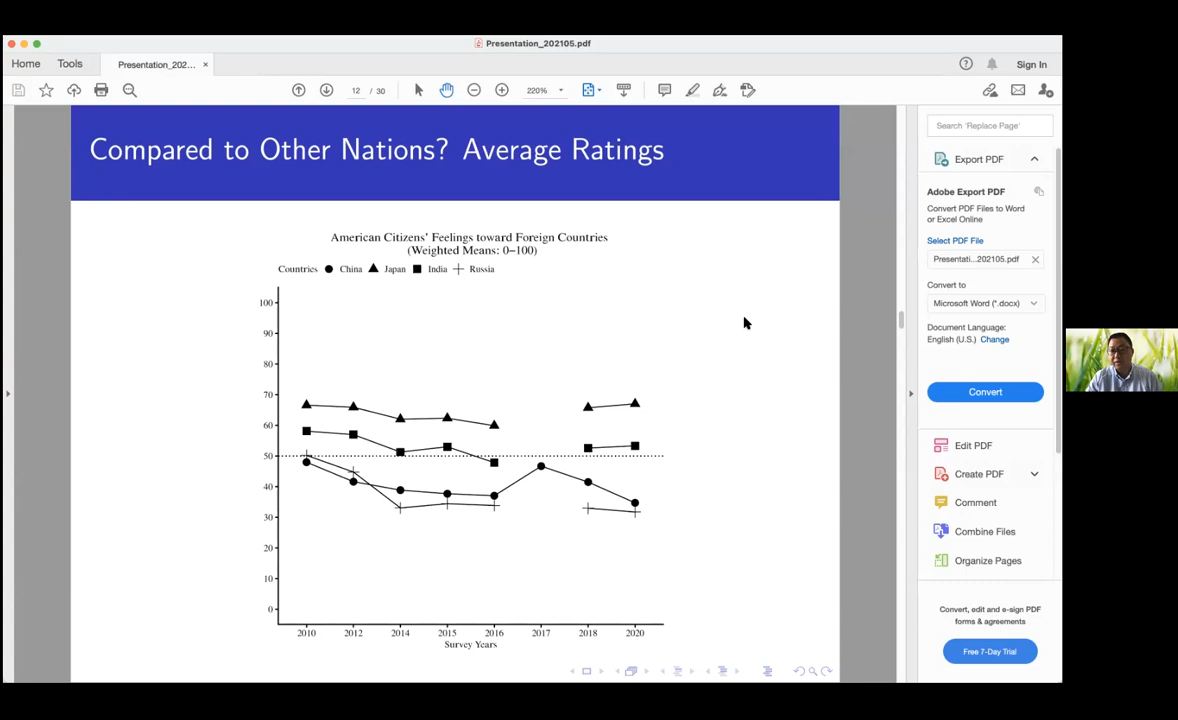 Presentation_202105.pdf
Home Tools Presentation_202... × Sign In
12 / 30 220%
Compared to Other Nations? Average Ratings
American Citizens' Feelings toward Foreign Countries
(Weighted Means: 0−100)
Countries China Japan India Russia
100
90
80
70
60
50
40
30
20
10
0
2010 2012 2014 2015 2016 2017 2018 2020
Survey Years
Search 'Replace Page'
Export PDF
Adobe Export PDF
Convert PDF Files to Word
or Excel Online
Select PDF File
Presentati...202105.pdf
Convert to
Microsoft Word (*.docx)
Document Language:
English (U.S.) Change
Convert
Edit PDF
Create PDF
Comment
Combine Files
Organize Pages
Convert, edit and e-sign PDF
forms & agreements
Free 7-Day Trial